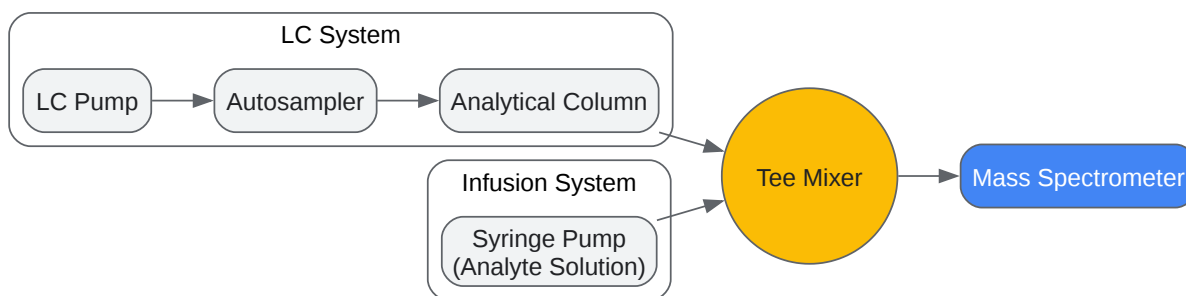 LC System
LC Pump
Autosampler
Analytical Column
Infusion System
Syringe Pump
(Analyte Solution)
Tee Mixer
Mass Spectrometer